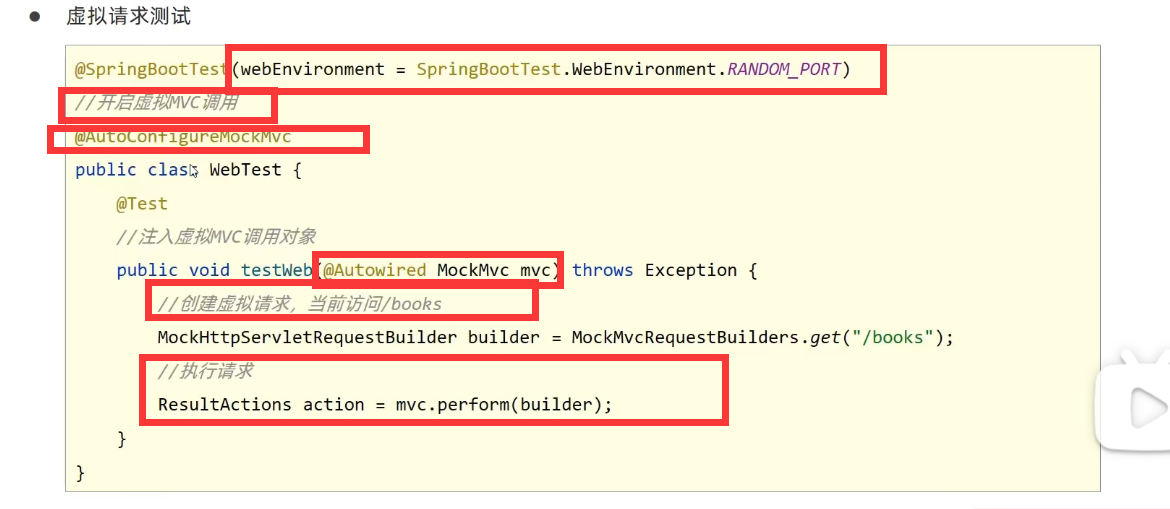 ● 虚拟请求测试
@SpringBootTest(webEnvironment = SpringBootTest.WebEnvironment.RANDOM_PORT)
//开启虚拟MVC调用
@AutoConfigureMockMvc
public class WebTest {
@Test
//注入虚拟MVC调用对象
public void testWeb(@Autowired MockMvc mvc) throws Exception {
//创建虚拟请求，当前访问/books
MockHttpServletRequestBuilder builder = MockMvcRequestBuilders.get("/books");
//执行请求
ResultActions action = mvc.perform(builder);
}
}